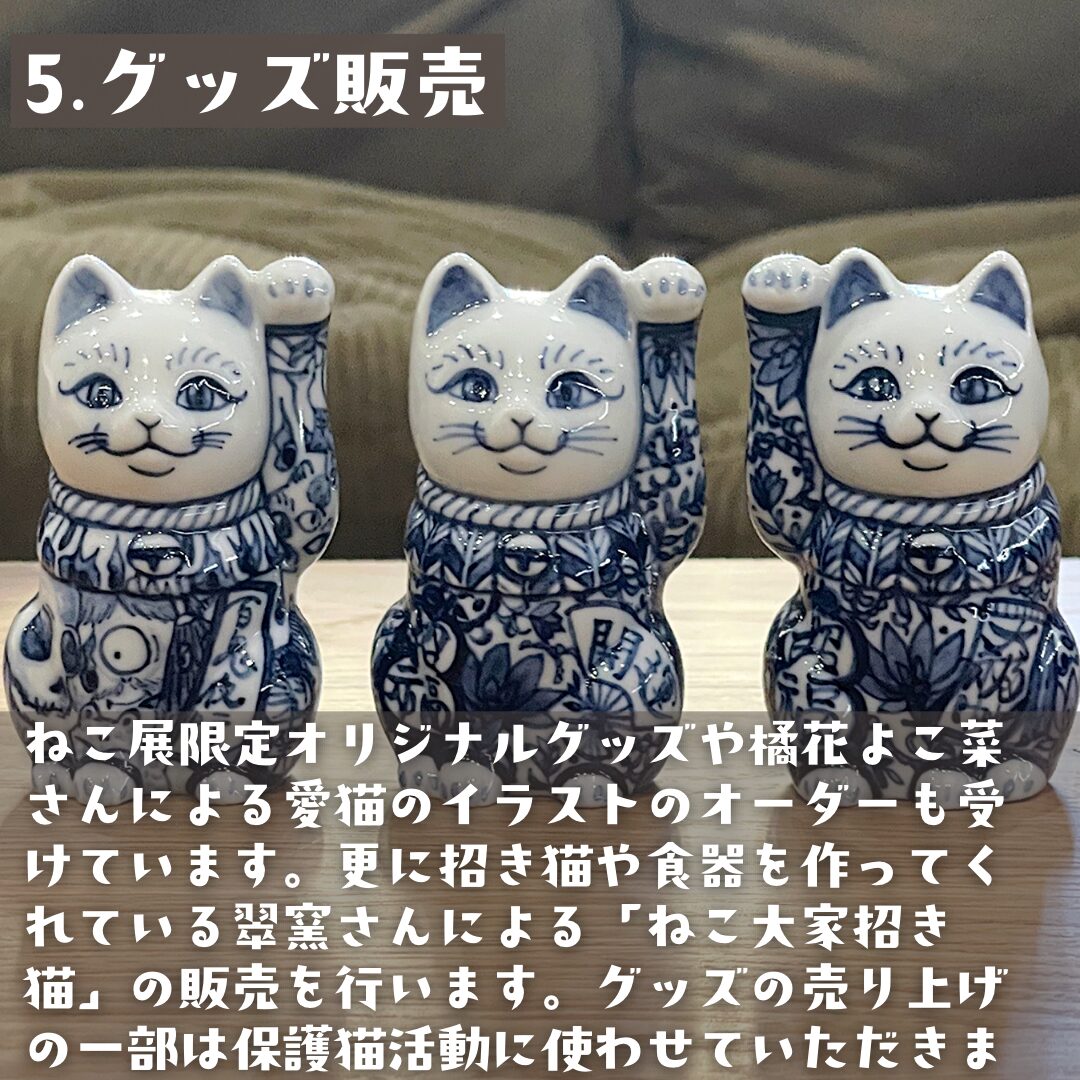 5.グッズ販売
ねこ展限定オリジナルグッズや橘花よこ菜
さんによる愛猫のイラストのオーダーも受
けています。更に招き猫や食器を作ってく
れている翠窯さんによる「ねこ大家招き
猫」の販売を行います。グッズの売り上げ
の一部は保護猫活動に使わせていただきま